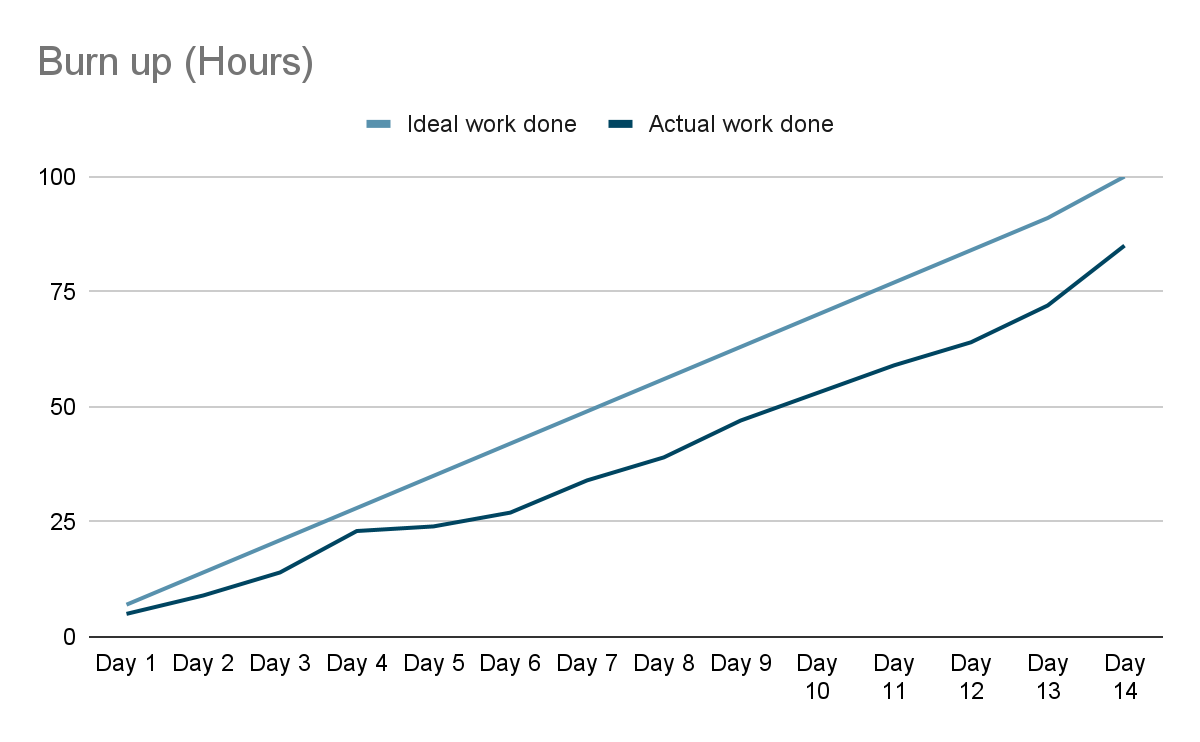 Burn up (Hours)
Ideal work done Actual work done
100
75
50
25
0
Day 1 Day 2 Day 3 Day 4 Day 5 Day 6 Day 7 Day 8 Day 9 Day Day Day Day Day
10 11 12 13 14